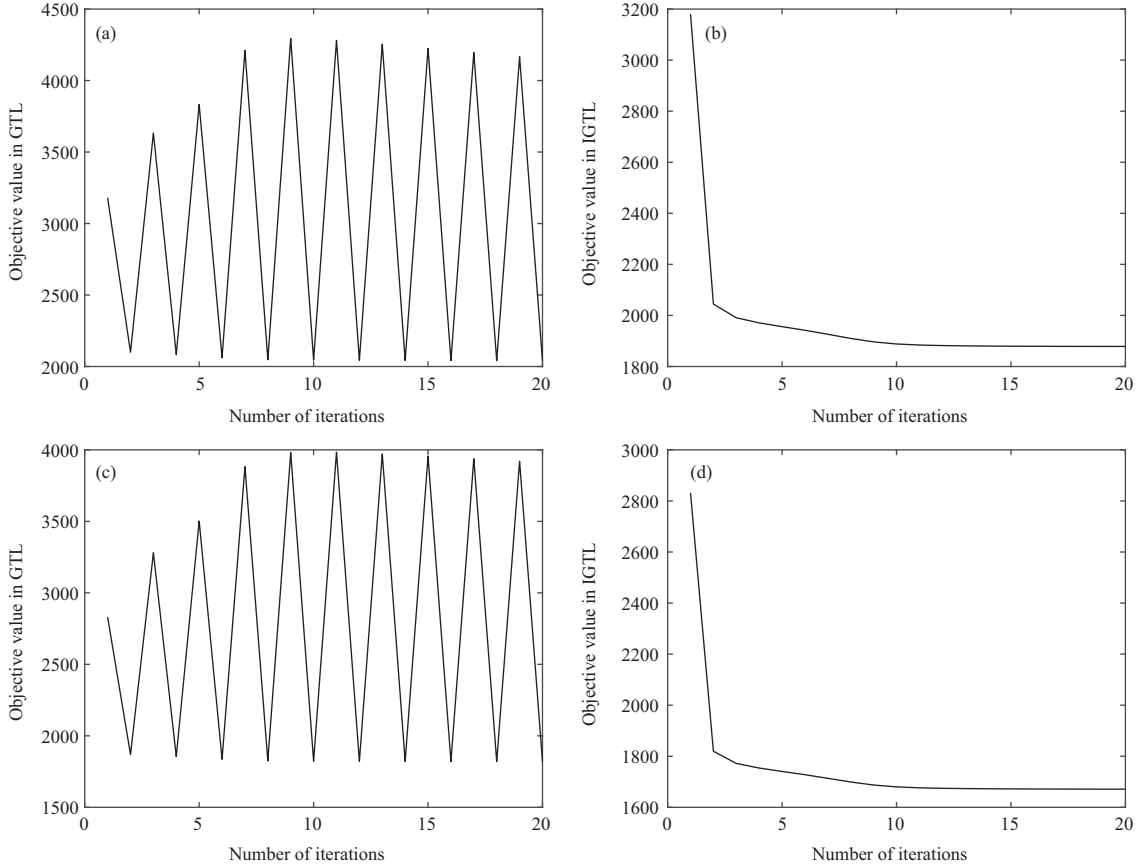 (a)
Objective value in GTL
4500
4000
3500
3000
2500
2000
0 5 10 15 20
Number of iterations
(b)
Objective value in IGTL
3200
3000
2800
2600
2400
2200
2000
1800
0 5 10 15 20
Number of iterations
(c)
Objective value in GTL
4000
3500
3000
2500
2000
1500
0 5 10 15 20
Number of iterations
(d)
Objective value in IGTL
3000
2800
2600
2400
2200
2000
1800
1600
0 5 10 15 20
Number of iterations